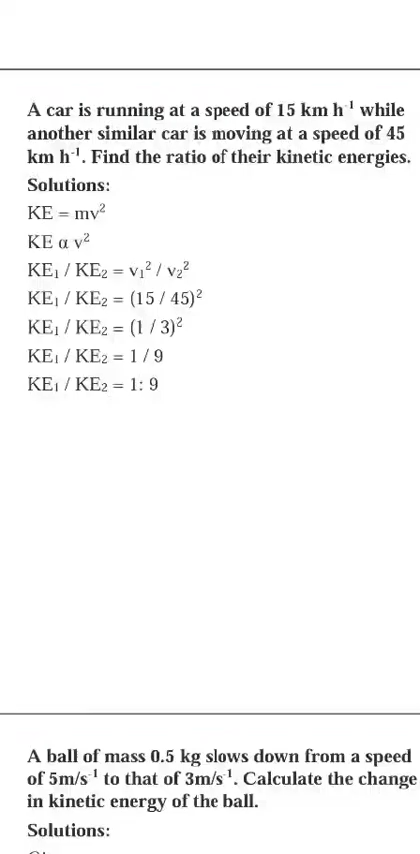 A car is running at a speed of 15 km h⁻¹ while
another similar car is moving at a speed of 45
km h⁻¹. Find the ratio of their kinetic energies.
Solutions:
KE = mv²
KE α v²
KE₁ / KE₂ = v₁² / v₂²
KE₁ / KE₂ = (15 / 45)²
KE₁ / KE₂ = (1 / 3)²
KE₁ / KE₂ = 1 / 9
KE₁ / KE₂ = 1: 9
A ball of mass 0.5 kg slows down from a speed
of 5m/s⁻¹ to that of 3m/s⁻¹. Calculate the change
in kinetic energy of the ball.
Solutions: